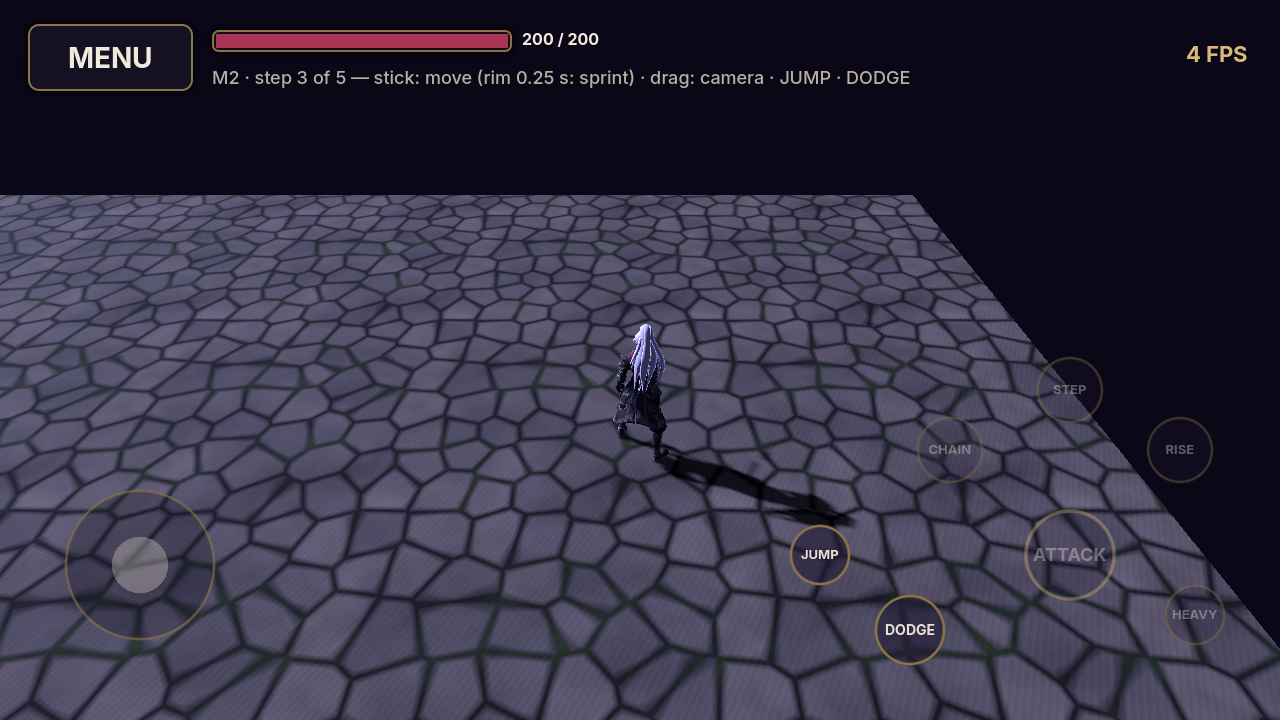 MENU
200 / 200
4 FPS
M2 · step 3 of 5 — stick: move (rim 0.25 s: sprint) · drag: camera · JUMP · DODGE
STEP
CHAIN
RISE
JUMP
ATTACK
HEAVY
DODGE